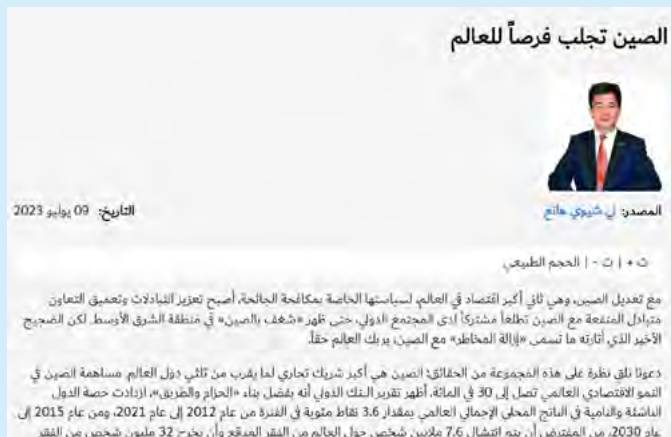 الصين تجلب فرصاً للعالم
المصدر: لي شيوي هانغ
التاريخ: 09 يوليو 2023
ت + | ت - | الحجم الطبيعي
مع تعديل الصين، وهي ثاني أكبر اقتصاد في العالم، لسياستها الخاصة بمكافحة الجائحة، أصبح تعزيز التبادلات وتعميق التعاون
متبادل المنفعة مع الصين تطلعاً مشتركاً لدى المجتمع الدولي، حتى ظهر «شغف بالصين» في منطقة الشرق الأوسط. لكن الضجيج
الأخير الذي أثارته ما تسمى «إزالة المخاطر» مع الصين، يربك العالم حقاً.
دعونا نلق نظرة على هذه المجموعة من الحقائق: الصين هي أكبر شريك تجاري لما يقرب من ثلثي دول العالم. مساهمة الصين في
النمو الاقتصادي العالمي تصل إلى 30 في المائة. أظهر تقرير البنك الدولي أنه بفضل بناء «الحزام والطريق»، ازدادت حصة الدول
الناشئة والنامية في الناتج المحلي الإجمالي العالمي بمقدار 3.6 نقاط مئوية في الفترة من عام 2012 إلى عام 2021، ومن عام 2015 إلى
عام 2030، من المفترض أن يتم انتشال 7.6 ملايين شخص حول العالم من الفقر المدقع وأن يخرج 32 مليون شخص من الفقر